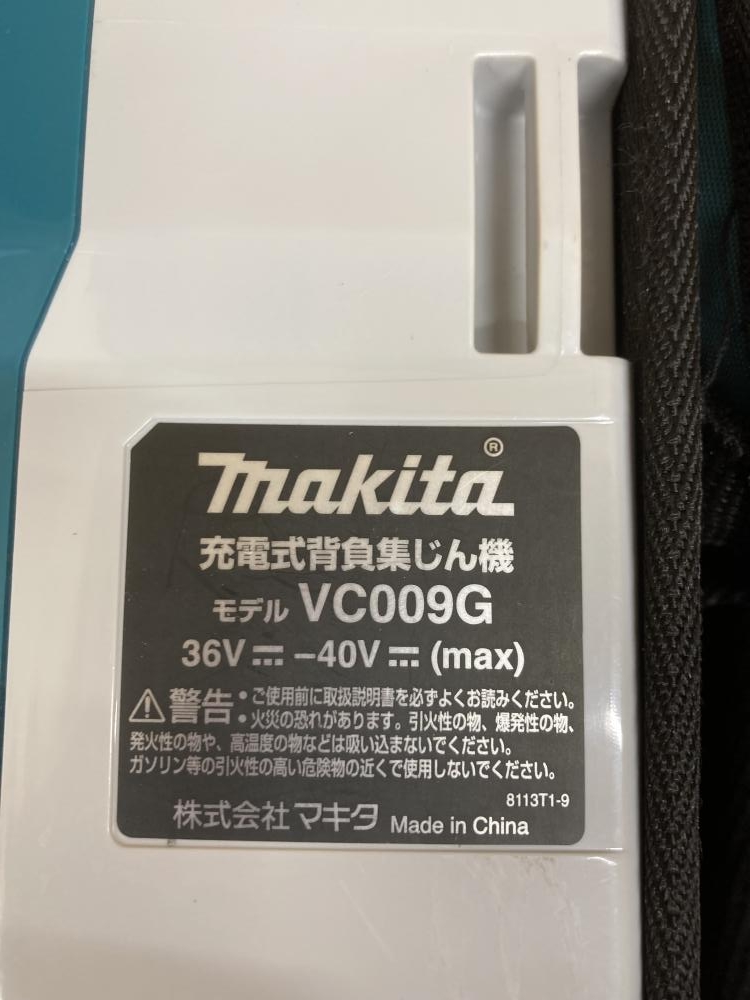 makita®
充電式背負集じん機
モデル VC009G
36V⎓ –40V⎓ (max)
⚠警告:・ご使用前に取扱説明書を必ずよくお読みください。
・火災の恐れがあります。引火性の物、爆発性の物、
発火性の物や、高温度の物などは吸い込まないでください。
ガソリン等の引火性の高い危険物の近くで使用しないでください。
8113T1-9
株式会社マキタ Made in China